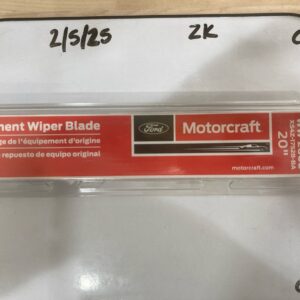 2/5/25 ZK
ment Wiper Blade
ge de l'équipement d'origine
repuesto de equipo original
Ford
Motorcraft
motorcraft.com
20"